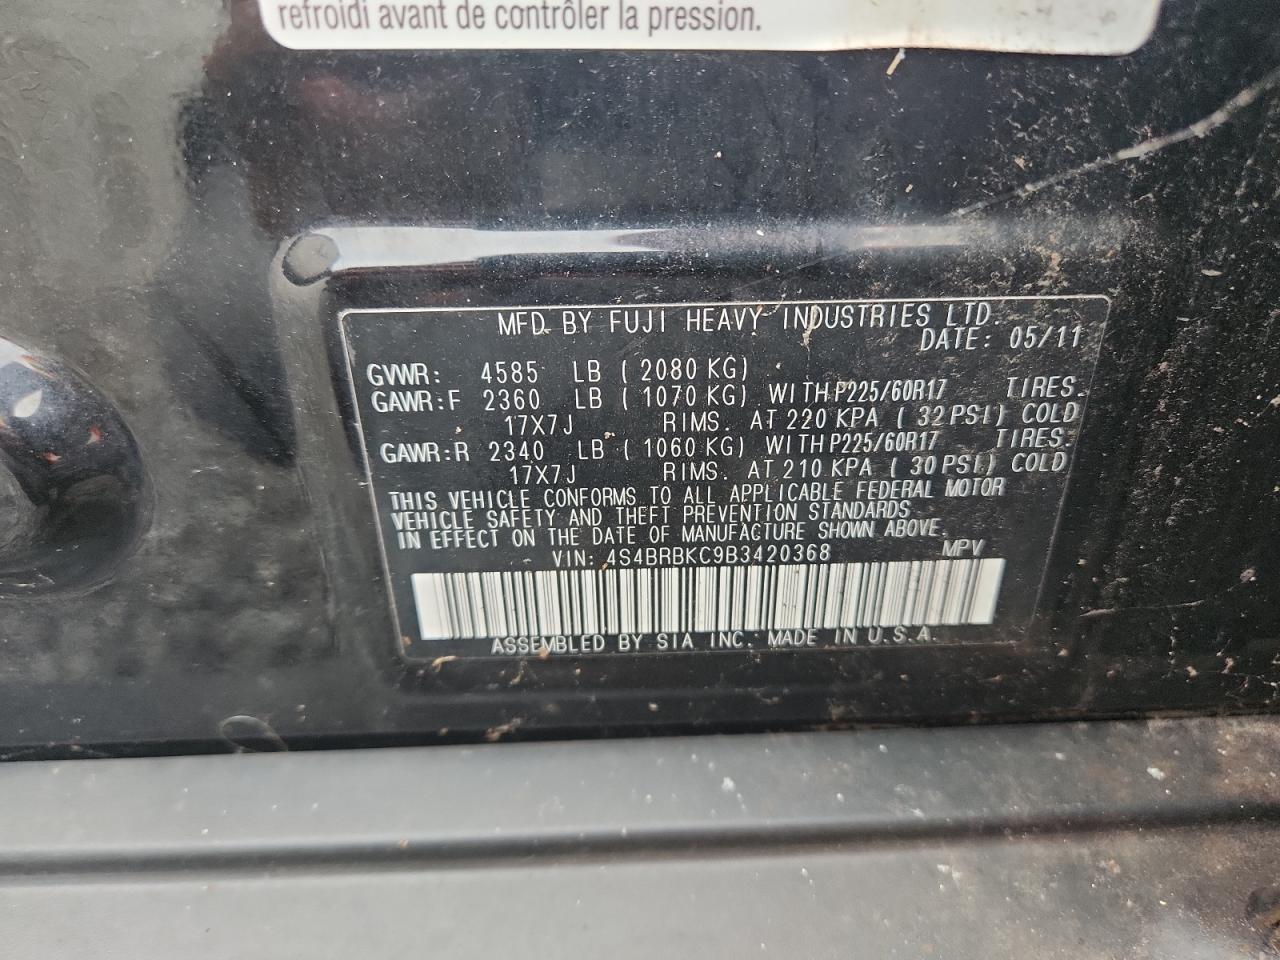 refroidi avant de contrôler la pression.
MFD. BY FUJI HEAVY INDUSTRIES LTD.
DATE: 05/11
GVWR: 4585 LB ( 2080 KG)
GAWR:F 2360 LB ( 1070 KG) WITH P225/60R17 TIRES.
17X7J RIMS. AT 220 KPA ( 32 PSI) COLD
GAWR:R 2340 LB ( 1060 KG) WITH P225/60R17 TIRES.
17X7J RIMS. AT 210 KPA ( 30 PSI) COLD
THIS VEHICLE CONFORMS TO ALL APPLICABLE FEDERAL MOTOR
VEHICLE SAFETY AND THEFT PREVENTION STANDARDS
IN EFFECT ON THE DATE OF MANUFACTURE SHOWN ABOVE.
VIN: 4S4BRBKC9B3420368 MPV
ASSEMBLED BY SIA INC. MADE IN U.S.A.